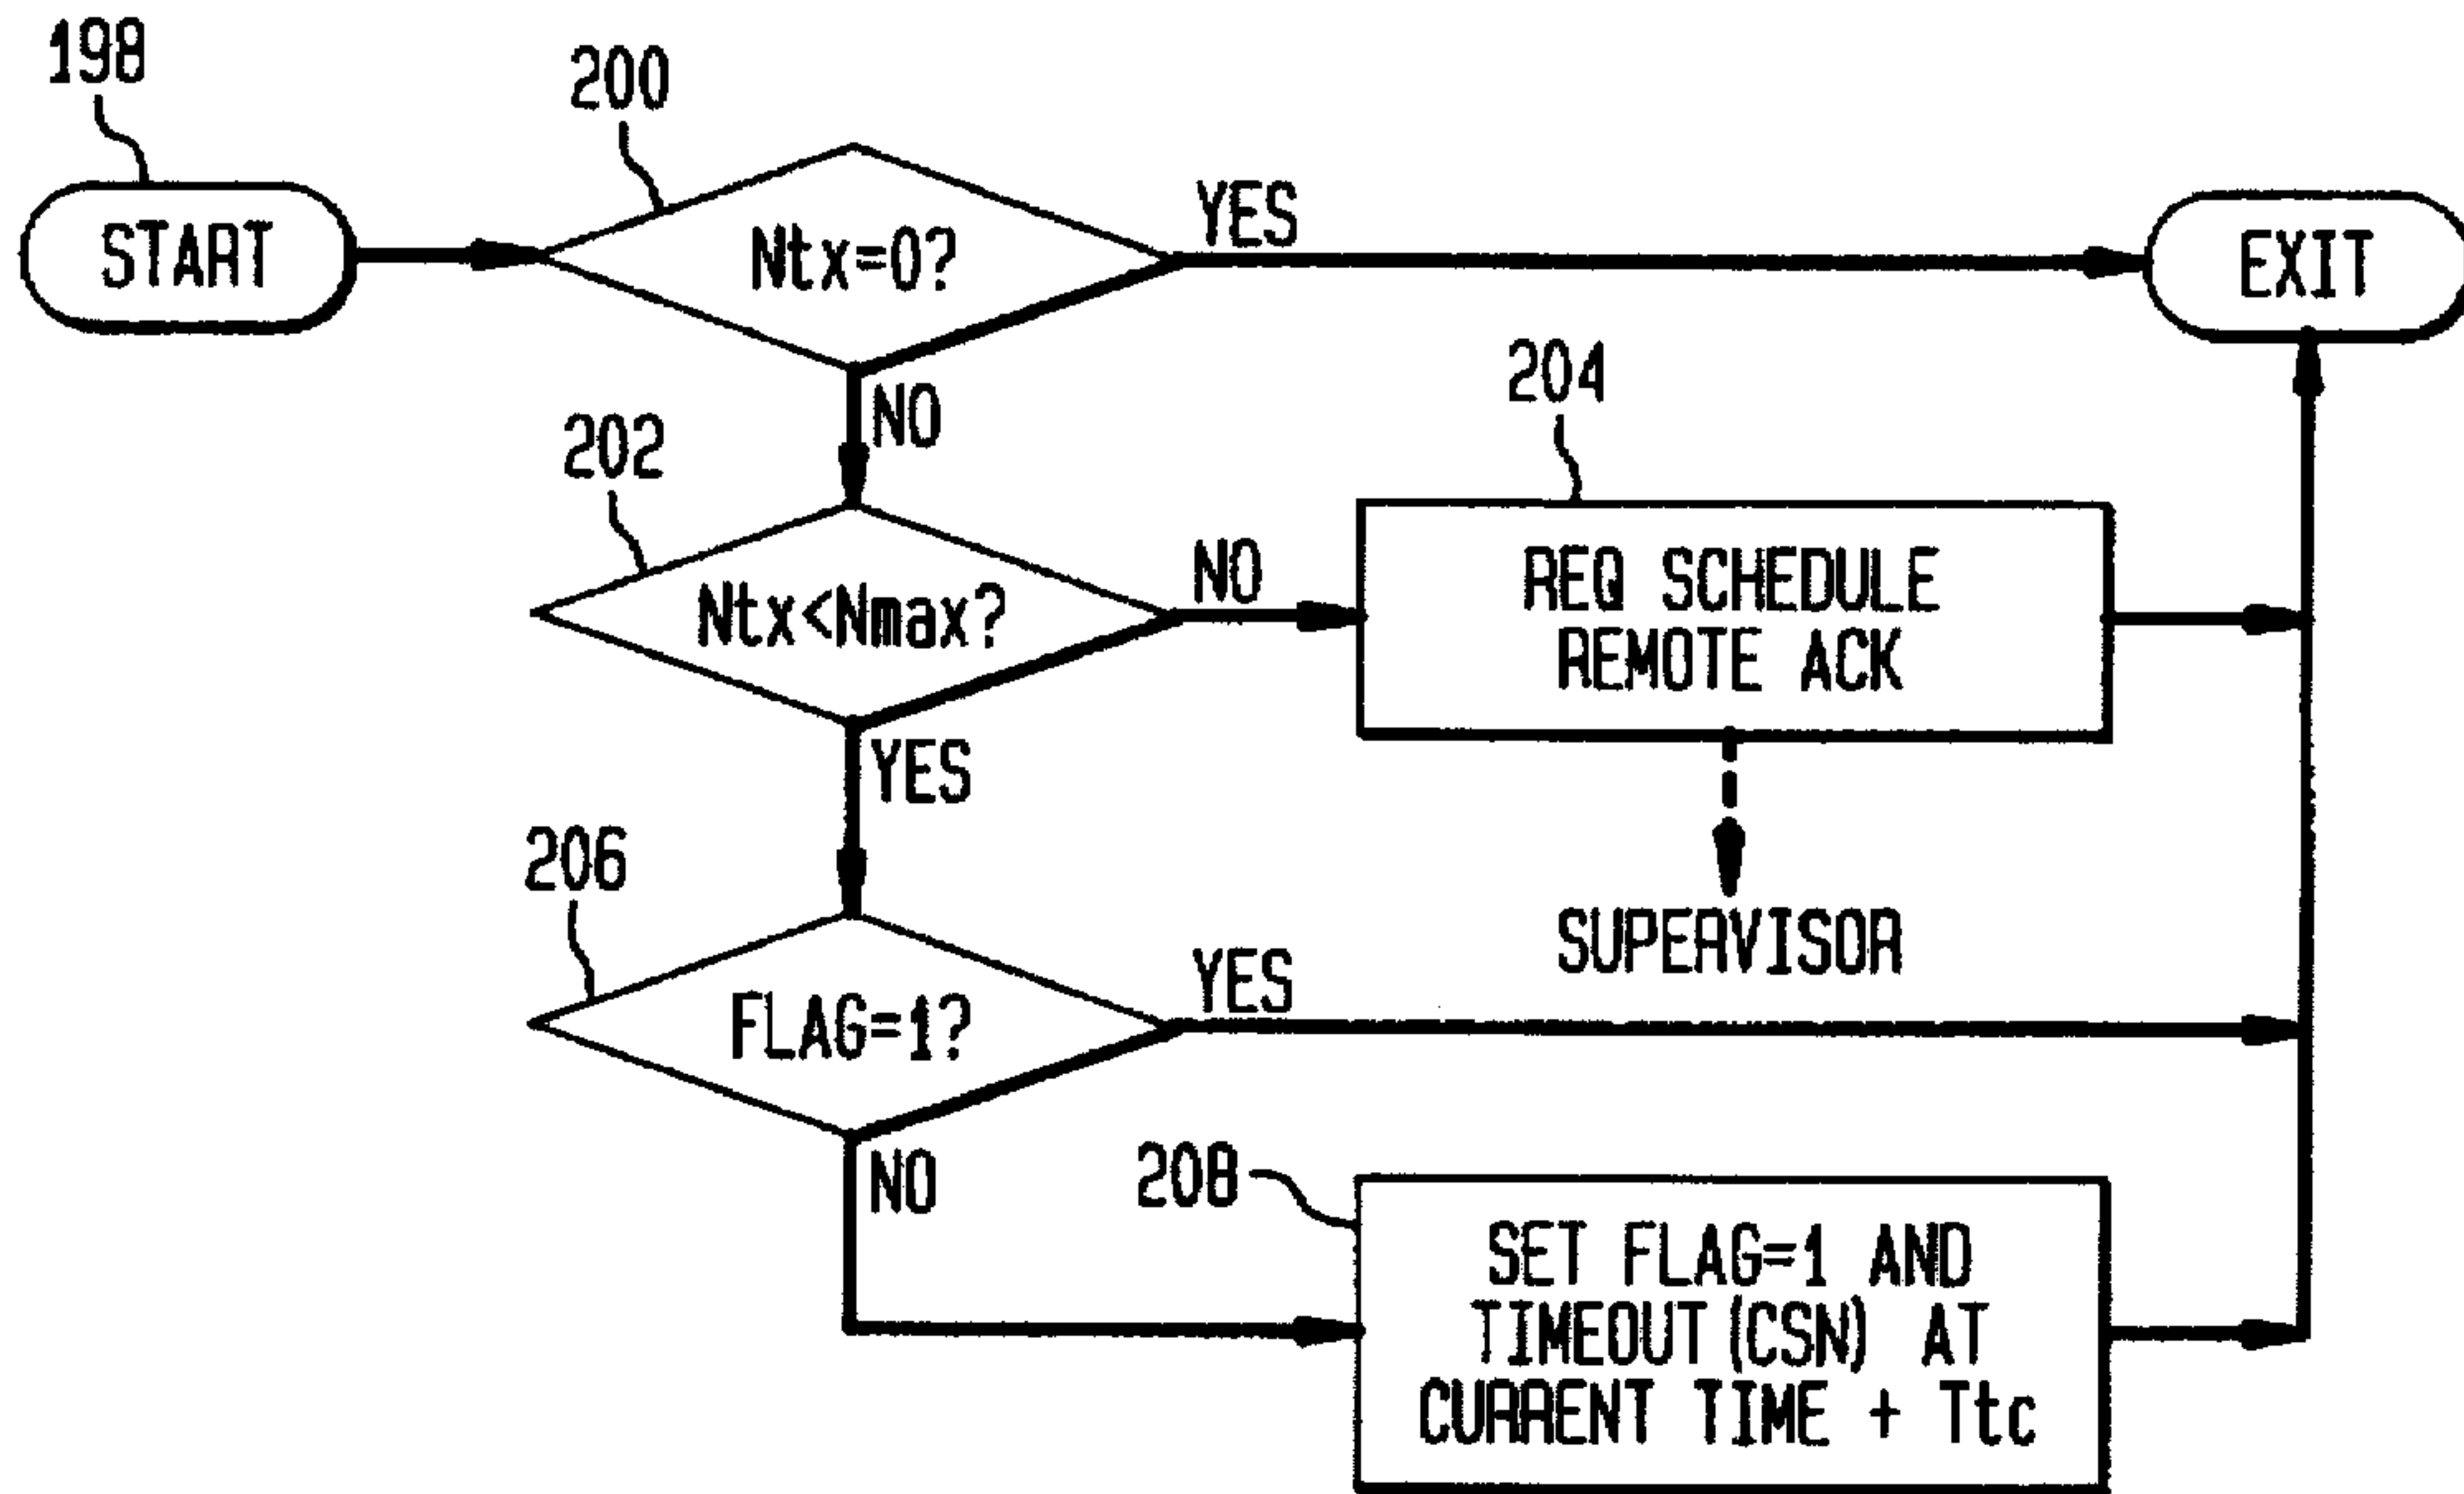 198
200
START
Ntx=0?
YES
EXIT
NO
202
204
Ntx<Nmax?
NO
REQ SCHEDULE
REMOTE ACK
YES
SUPERVISOR
206
FLAG=1?
YES
NO
208
SET FLAG=1 AND
TIMEOUT(CSN) AT
CURRENT TIME + Ttc